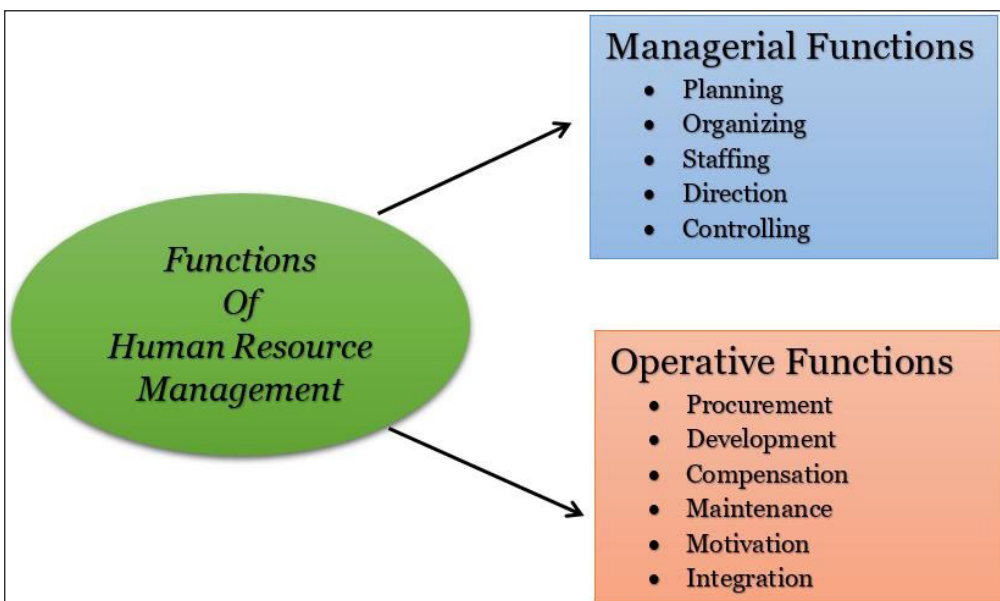 Functions
Of
Human Resource
Management
Managerial Functions
• Planning
• Organizing
• Staffing
• Direction
• Controlling
Operative Functions
• Procurement
• Development
• Compensation
• Maintenance
• Motivation
• Integration